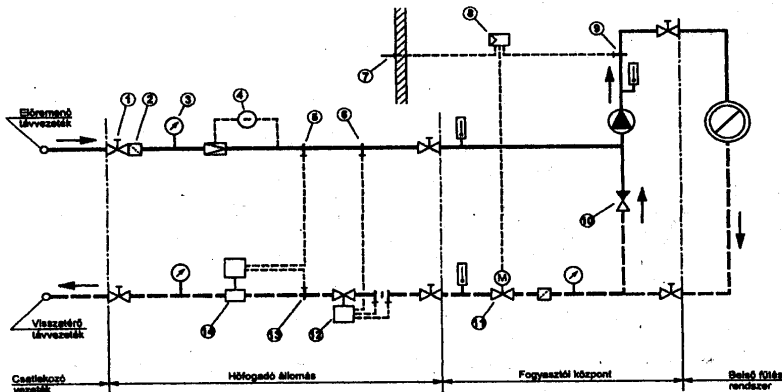 7
8
9
1
2
3
4
5
6
Előremenő
távvezeték
10
M
Visszatérő
távvezeték
14
13
12
11
Csatlakozó
vezeték
Hőfogadó állomás
Fogyasztói központ
Belső fűtési
rendszer